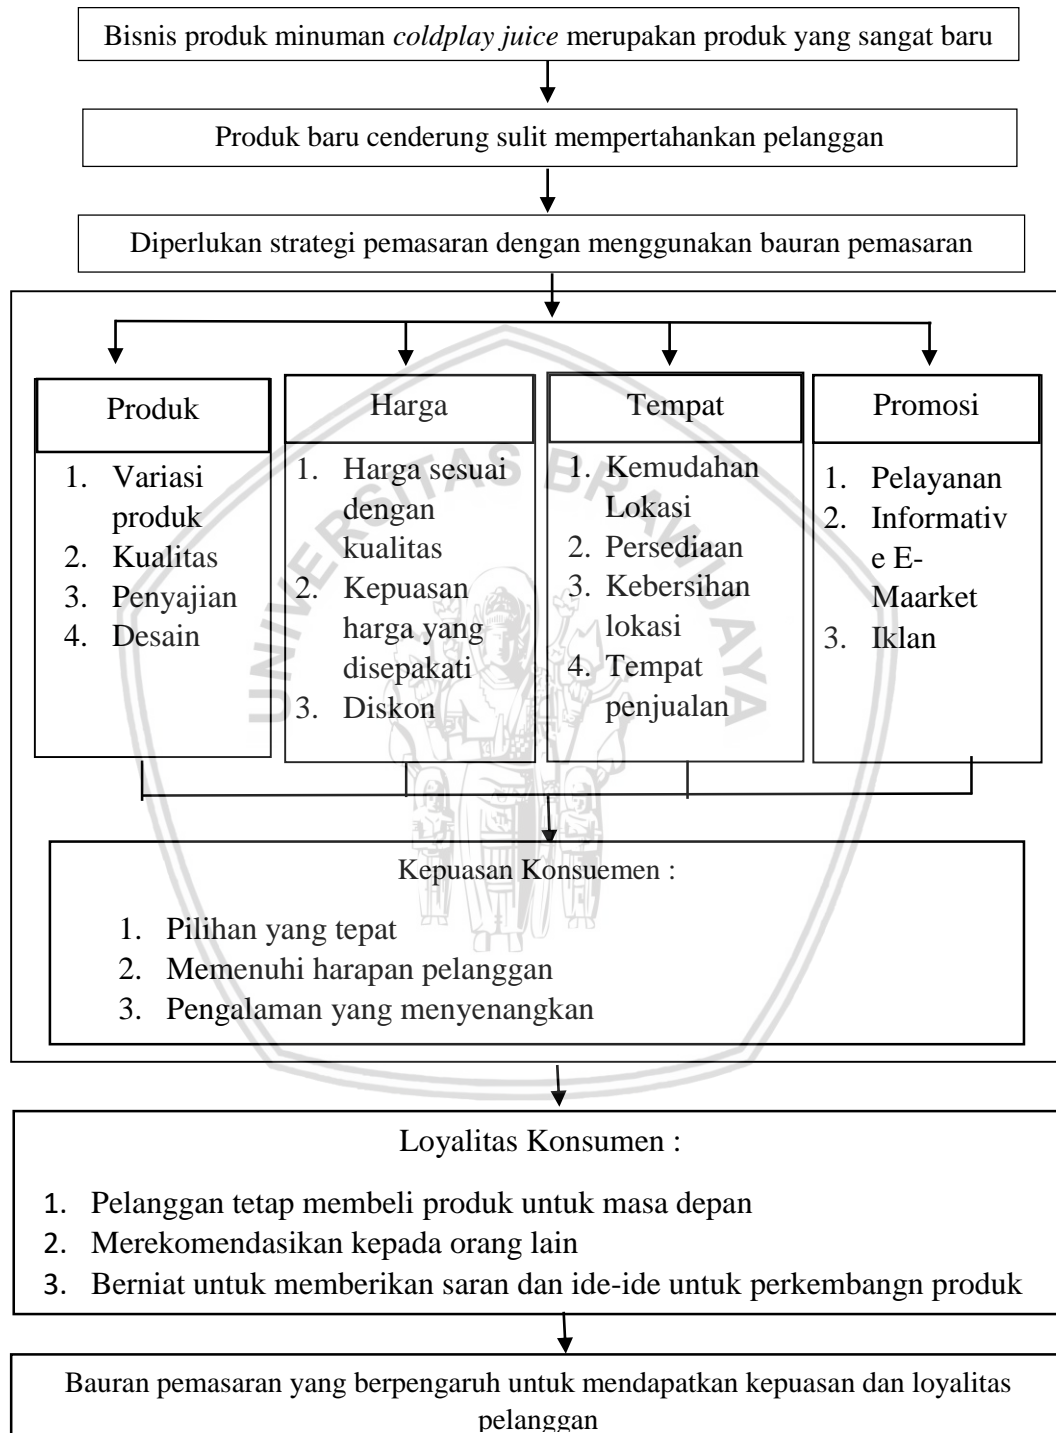 Bisnis produk minuman coldplay juice merupakan produk yang sangat baru
Produk baru cenderung sulit mempertahankan pelanggan
Diperlukan strategi pemasaran dengan menggunakan bauran pemasaran
Produk
1. Variasi
produk
2. Kualitas
3. Penyajian
4. Desain
Harga
1. Harga sesuai
dengan
kualitas
2. Kepuasan
harga yang
disepakati
3. Diskon
Tempat
1. Kemudahan
Lokasi
2. Persediaan
3. Kebersihan
lokasi
4. Tempat
penjualan
Promosi
1. Pelayanan
2. Informativ
e E-
Maarket
3. Iklan
UNIVERSITAS BRAWIJAYA
Kepuasan Konsuemen :
1. Pilihan yang tepat
2. Memenuhi harapan pelanggan
3. Pengalaman yang menyenangkan
Loyalitas Konsumen :
1. Pelanggan tetap membeli produk untuk masa depan
2. Merekomendasikan kepada orang lain
3. Berniat untuk memberikan saran dan ide-ide untuk perkembangn produk
Bauran pemasaran yang berpengaruh untuk mendapatkan kepuasan dan loyalitas
pelanggan